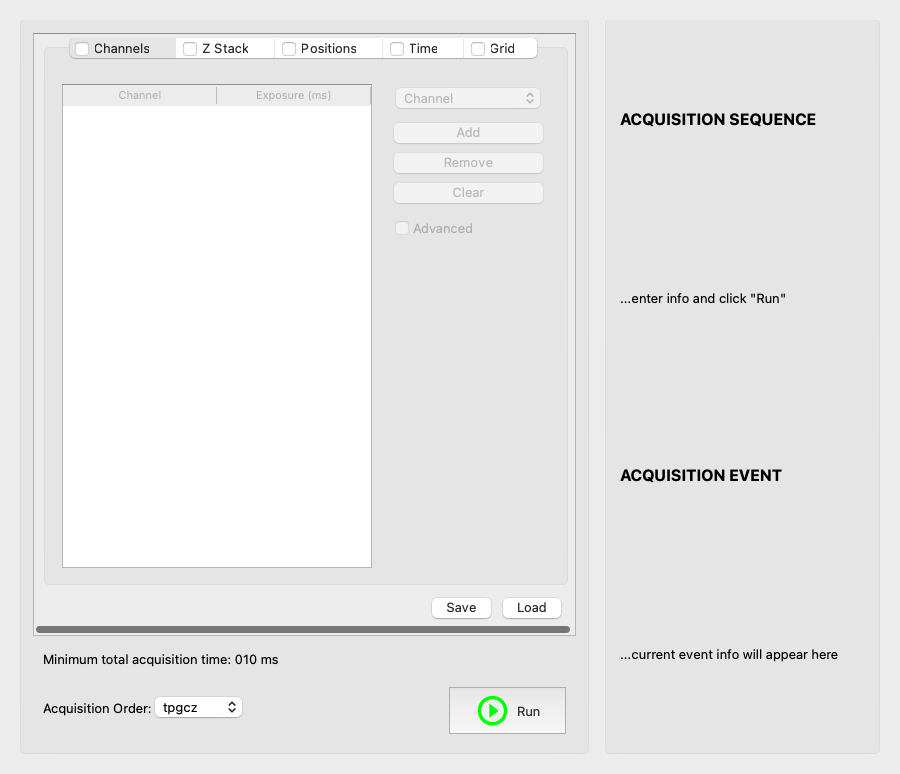 Channels
Z Stack
Positions
Time
Grid
Channel
Exposure (ms)
Channel
Add
Remove
Clear
Advanced
Save
Load
Minimum total acquisition time: 010 ms
Acquisition Order:
tpgcz
Run
ACQUISITION SEQUENCE
...enter info and click "Run"
ACQUISITION EVENT
...current event info will appear here